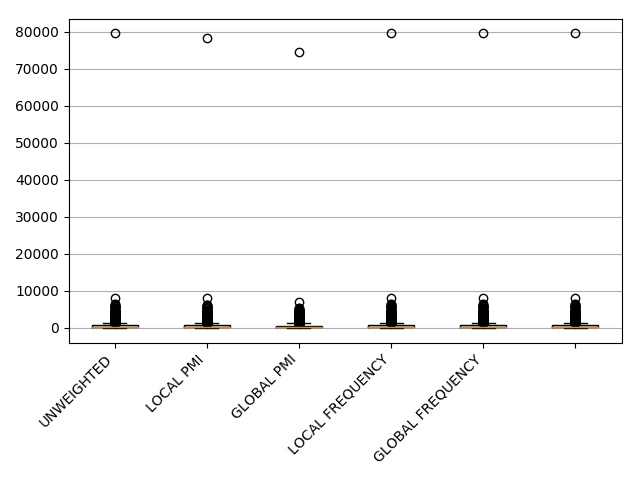 80000
70000
60000
50000
40000
30000
20000
10000
0
UNWEIGHTED
LOCAL PMI
GLOBAL PMI
LOCAL FREQUENCY
GLOBAL FREQUENCY